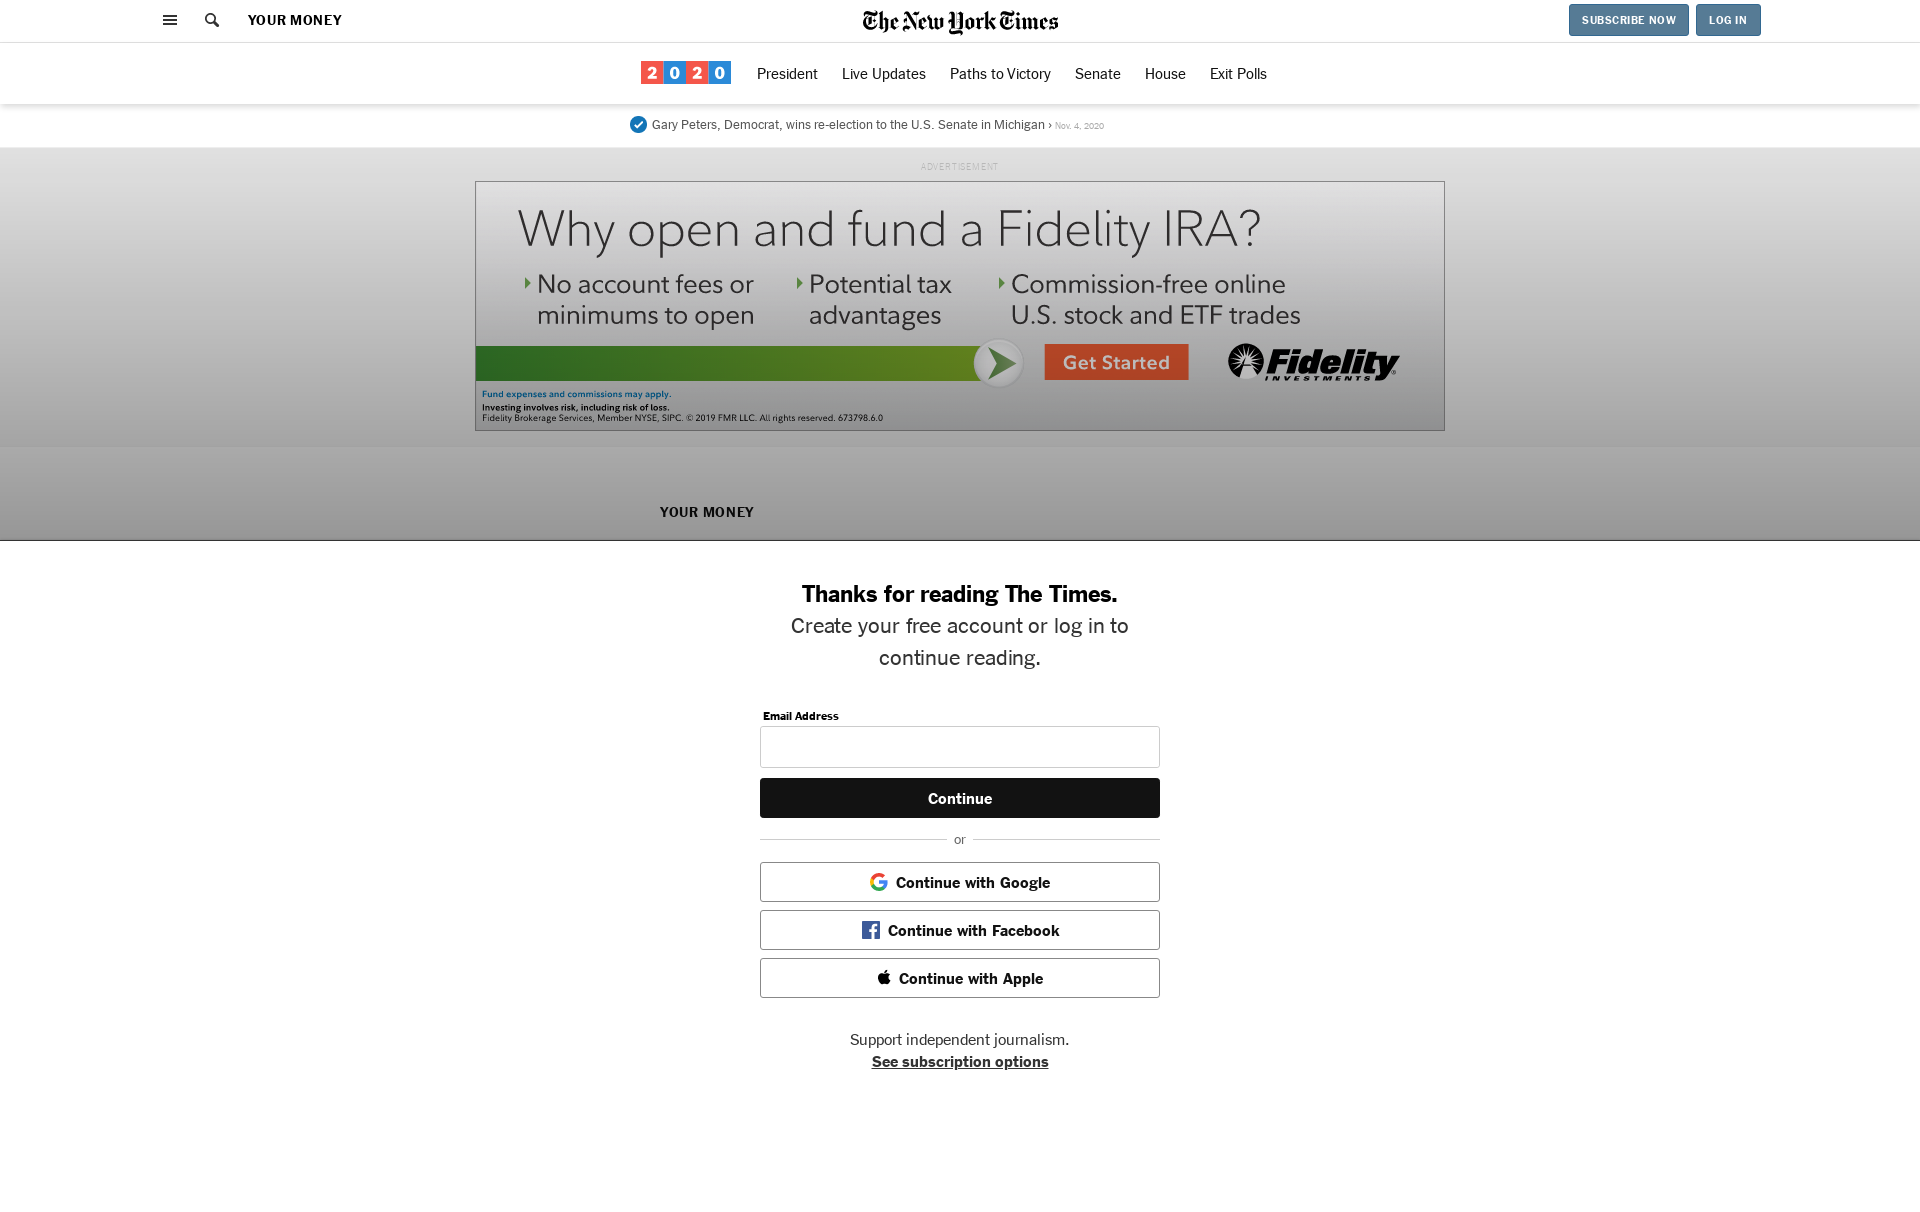 YOUR MONEY
The New York Times
SUBSCRIBE NOW
LOG IN
2020
President
Live Updates
Paths to Victory
Senate
House
Exit Polls
Gary Peters, Democrat, wins re-election to the U.S. Senate in Michigan › Nov. 4, 2020
ADVERTISEMENT
Why open and fund a Fidelity IRA?
No account fees or
minimums to open
Potential tax
advantages
Commission-free online
U.S. stock and ETF trades
Get Started
Fidelity
INVESTMENTS®
Fund expenses and commissions may apply.
Investing involves risk, including risk of loss.
Fidelity Brokerage Services, Member NYSE, SIPC. © 2019 FMR LLC. All rights reserved. 673798.6.0
YOUR MONEY
Thanks for reading The Times.
Create your free account or log in to
continue reading.
Email Address
Continue
or
Continue with Google
Continue with Facebook
Continue with Apple
Support independent journalism.
See subscription options